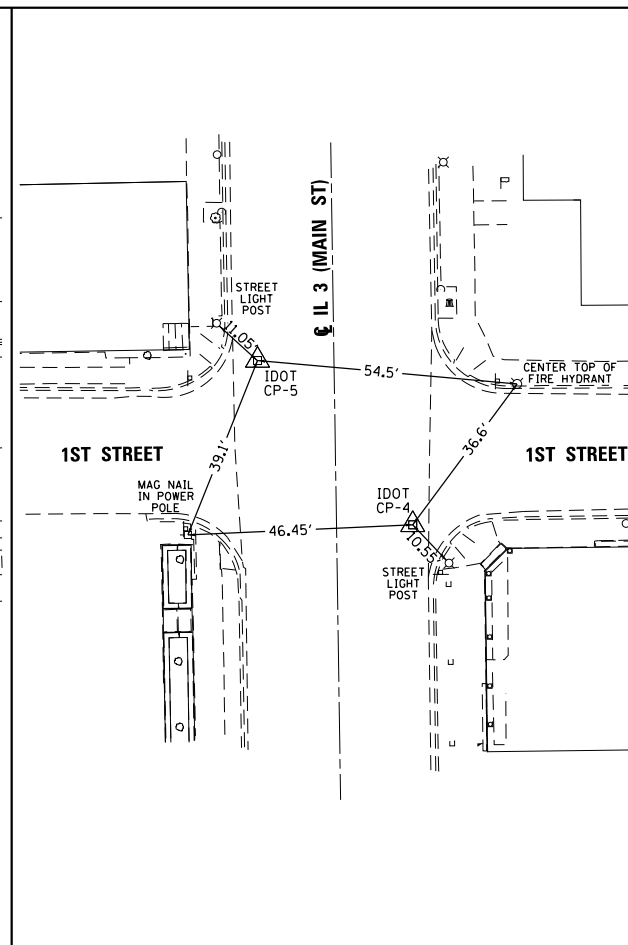 ℄ IL 3 (MAIN ST)
STREET
LIGHT
POST
11.05'
IDOT
CP-5
54.5'
CENTER TOP OF
FIRE HYDRANT
39.1'
36.6'
1ST STREET
1ST STREET
MAG NAIL
IN POWER
POLE
IDOT
CP-4
46.45'
10.55'
STREET
LIGHT
POST